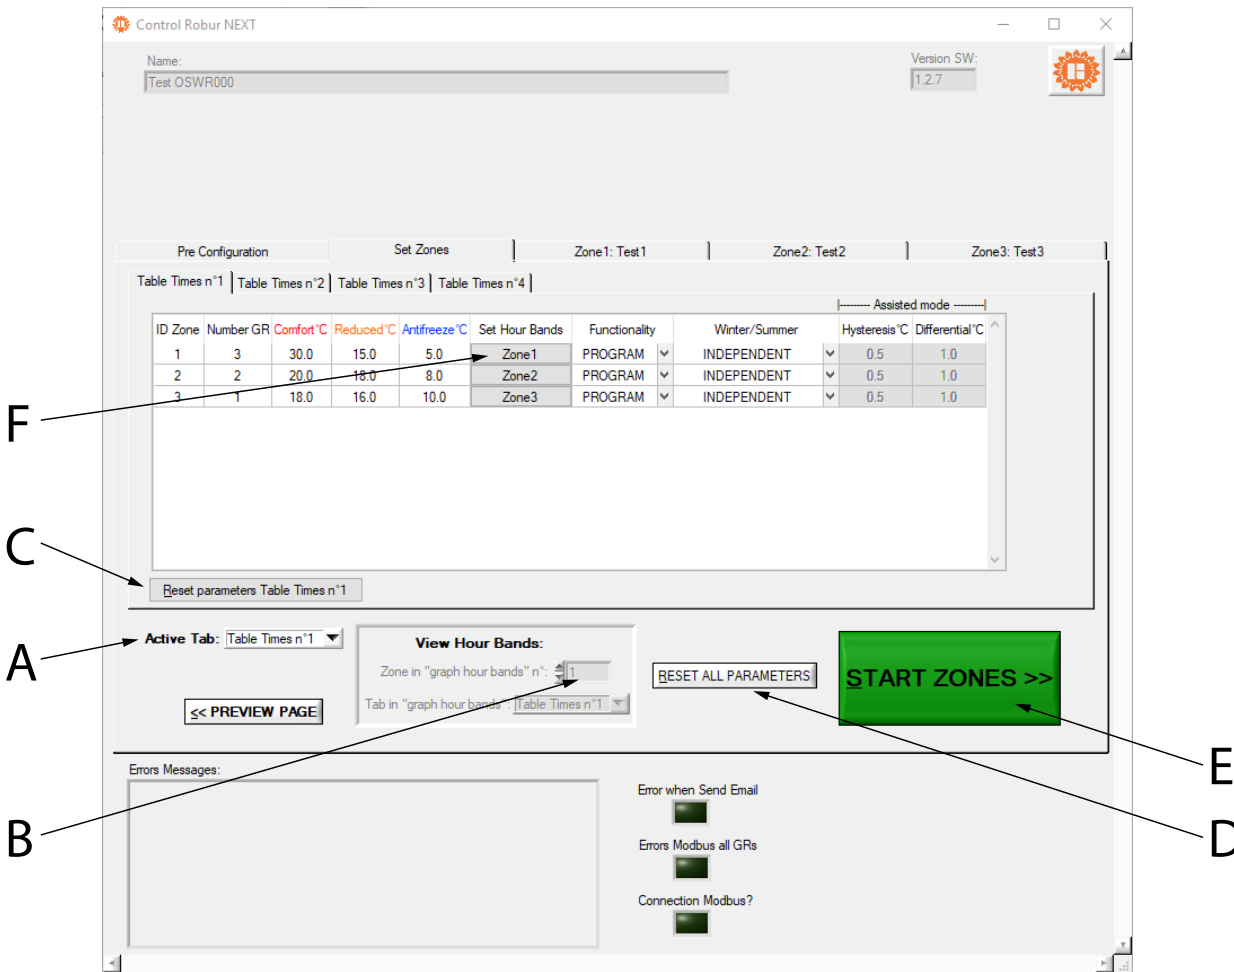 Control Robur NEXT
Name:
Version SW:
Test OSWR000
1.2.7
Pre Configuration
Set Zones
Zone1: Test1
Zone2: Test2
Zone3: Test3
Table Times n°1
Table Times n°2
Table Times n°3
Table Times n°4
|--------- Assisted mode ---------|
ID Zone Number GR Comfort°C Reduced°C Antifreeze°C Set Hour Bands Functionality Winter/Summer Hysteresis°C Differential°C
1 3 30.0 15.0 5.0 Zone1 PROGRAM INDEPENDENT 0.5 1.0
2 2 20.0 18.0 8.0 Zone2 PROGRAM INDEPENDENT 0.5 1.0
3 1 18.0 16.0 10.0 Zone3 PROGRAM INDEPENDENT 0.5 1.0
F
C
Reset parameters Table Times n°1
A
Active Tab: Table Times n°1
View Hour Bands:
Zone in "graph hour bands" n°: 1
Tab in "graph hour bands": Table Times n°1
RESET ALL PARAMETERS
START ZONES >>
<< PREVIEW PAGE
E
B
D
Errors Messages:
Error when Send Email
Errors Modbus all GRs
Connection Modbus?